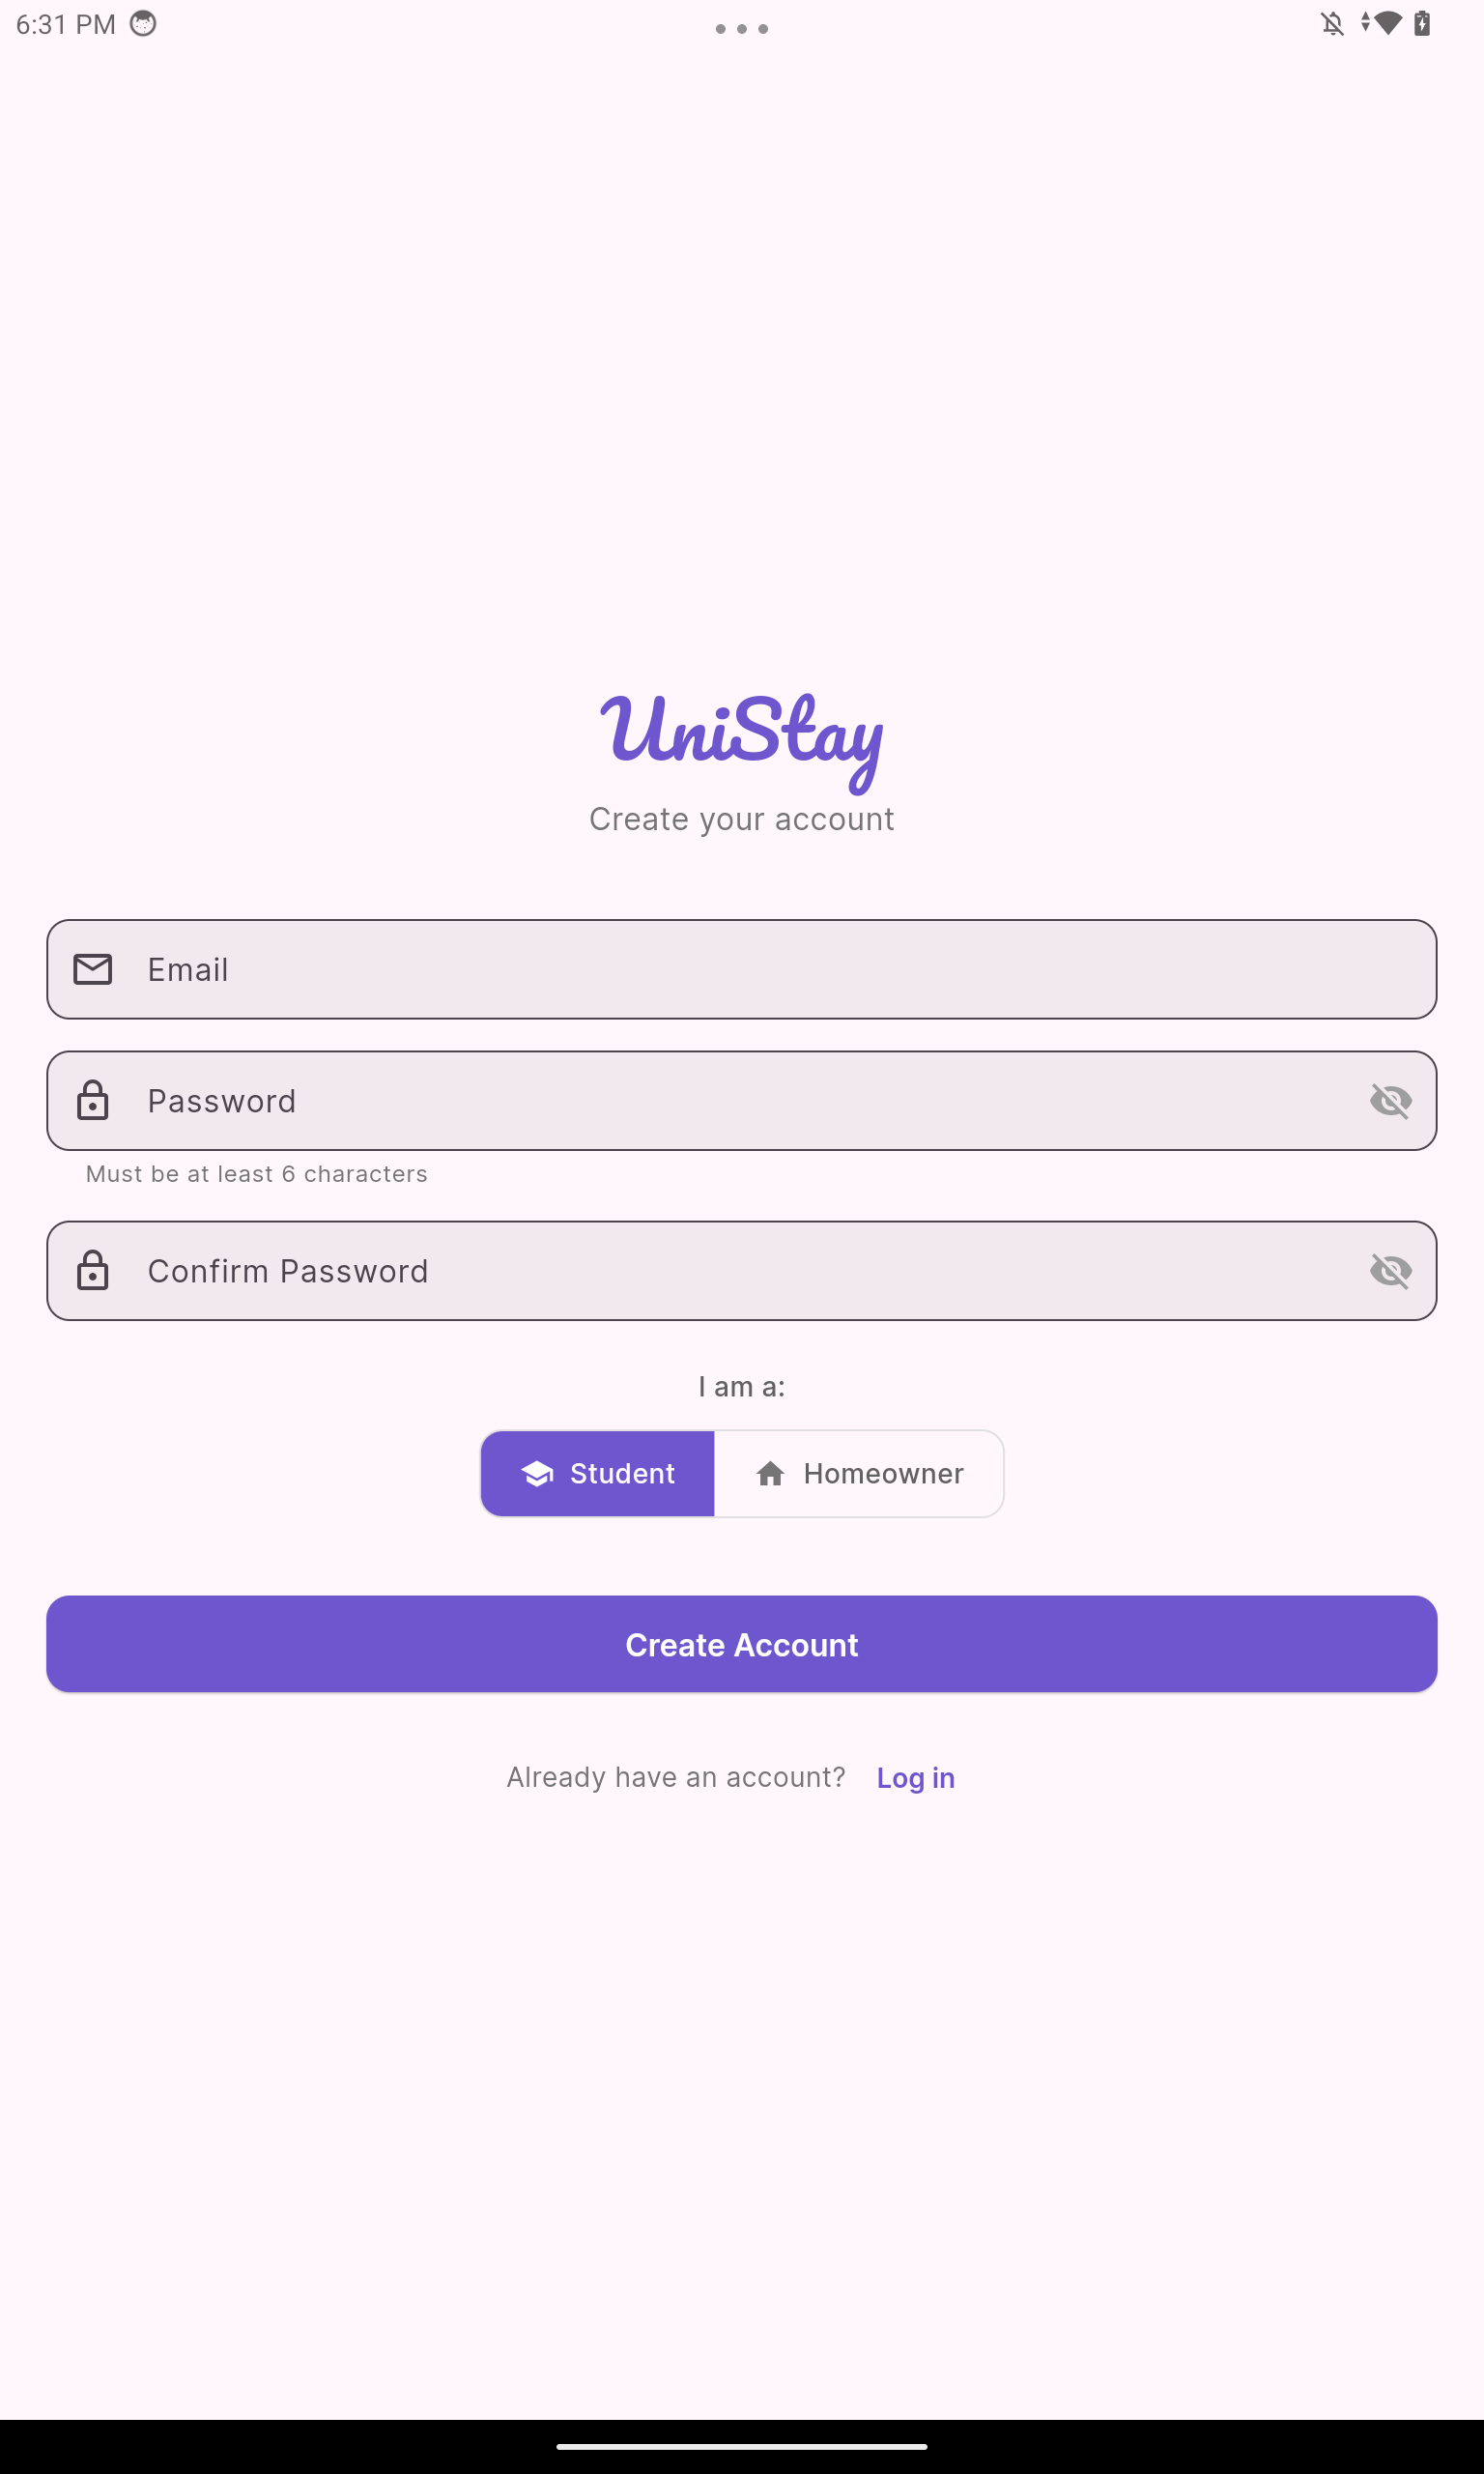 6:31 PM
UniStay
Create your account
Email
Password
Must be at least 6 characters
Confirm Password
I am a:
Student
Homeowner
Create Account
Already have an account? Log in